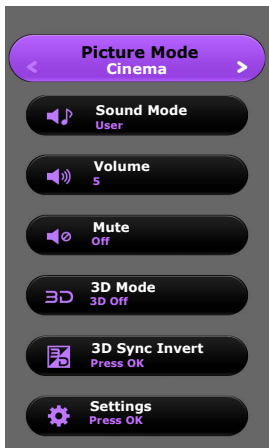 Picture Mode
Cinema
Sound Mode
User
Volume
5
Mute
Off
3D
3D Mode
3D Off
3D Sync Invert
Press OK
Settings
Press OK